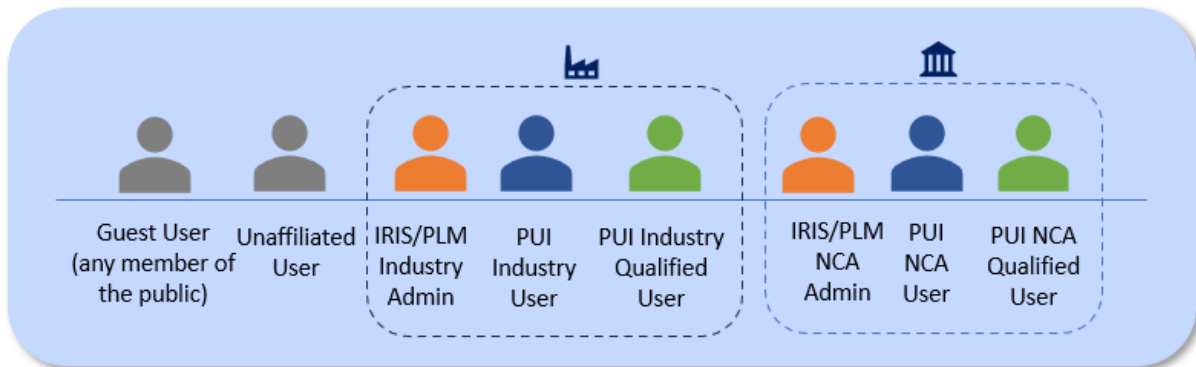 Guest User
(any member of
the public)
Unaffiliated
User
IRIS/PLM
Industry
Admin
PUI
Industry
User
PUI Industry
Qualified
User
IRIS/PLM
NCA
Admin
PUI
NCA
User
PUI NCA
Qualified
User